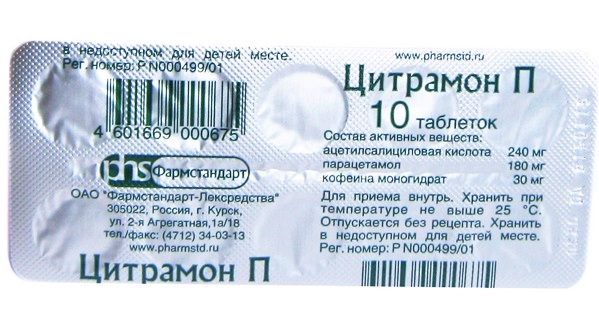 в недоступном для детей месте.
Рег. номер: P N000499/01
4 601669 000675
phs Фармстандарт
ОАО "Фармстандарт-Лексредства"
305022, Россия, г. Курск,
ул. 2-я Агрегатная,1а/18
тел./факс: (4712) 34-03-13
www.pharmstd.ru
Цитрамон П
www.pharmstd.ru
Цитрамон П
10 таблеток
Состав активных веществ:
ацетилсалициловая кислота 240 мг
парацетамол 180 мг
кофеина моногидрат 30 мг
Для приема внутрь. Хранить при
температуре не выше 25 °С.
Отпускается без рецепта. Хранить
в недоступном для детей месте.
Рег. номер: P N000499/01